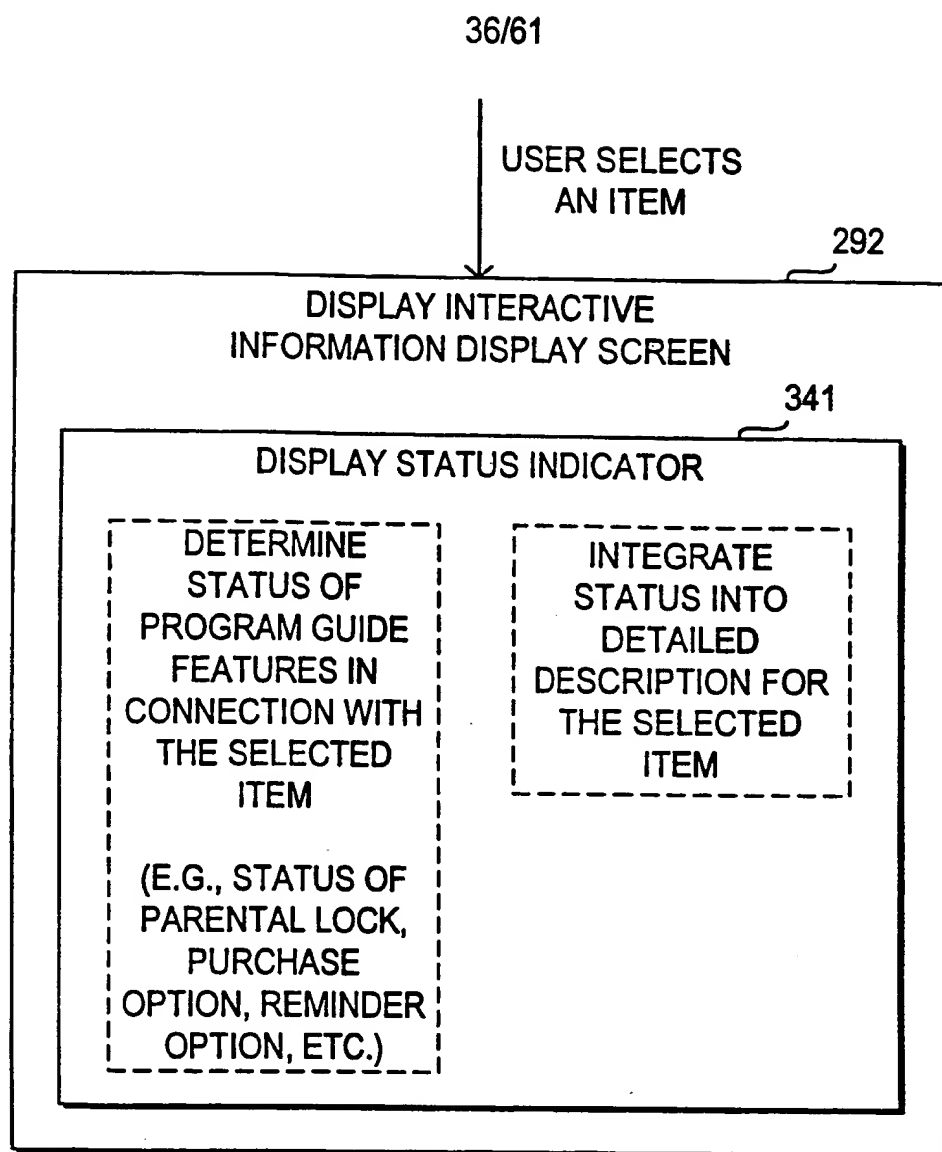 36/61
USER SELECTS
AN ITEM
292
DISPLAY INTERACTIVE
INFORMATION DISPLAY SCREEN
341
DISPLAY STATUS INDICATOR
DETERMINE
STATUS OF
PROGRAM GUIDE
FEATURES IN
CONNECTION WITH
THE SELECTED
ITEM
(E.G., STATUS OF
PARENTAL LOCK,
PURCHASE
OPTION, REMINDER
OPTION, ETC.)
INTEGRATE
STATUS INTO
DETAILED
DESCRIPTION FOR
THE SELECTED
ITEM